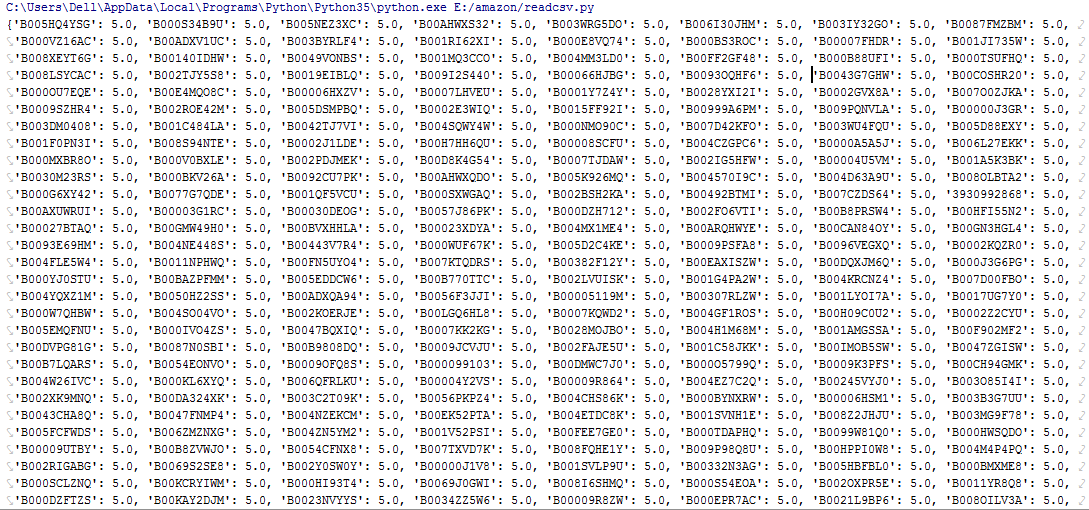 C:\Users\Dell\AppData\Local\Programs\Python\Python35\python.exe E:/amazon/readcsv.py
{'B005HQ4YSG': 5.0, 'B000S34B9U': 5.0, 'B005NEZ3XC': 5.0, 'B00AHWXS32': 5.0, 'B003WRG5DO': 5.0, 'B006I30JHM': 5.0, 'B003IY32GO': 5.0, 'B0087FMZBM': 5.0,
'B000VZ16AC': 5.0, 'B00ADXV1UC': 5.0, 'B003BYRLF4': 5.0, 'B001RI62XI': 5.0, 'B000E8VQ74': 5.0, 'B000BS3ROC': 5.0, 'B00007FHDR': 5.0, 'B001JI735W': 5.0,
'B008XEYT6G': 5.0, 'B00140IDHW': 5.0, 'B0049VONBS': 5.0, 'B001MQ3CCO': 5.0, 'B004MM3LD0': 5.0, 'B00FF2GF48': 5.0, 'B000B88UFI': 5.0, 'B000TSUFHQ': 5.0,
'B008LSYCAC': 5.0, 'B002TJY5S8': 5.0, 'B0019EIBLQ': 5.0, 'B009I2S440': 5.0, 'B00066HJBG': 5.0, 'B0093OQHF6': 5.0, 'B0043G7GHW': 5.0, 'B00COSHR20': 5.0,
'B000OU7EQE': 5.0, 'B00E4MQO8C': 5.0, 'B00006HXZV': 5.0, 'B0007LHVEU': 5.0, 'B0001Y7Z4Y': 5.0, 'B0028YXI2I': 5.0, 'B0002GVX8A': 5.0, 'B007O0ZJKA': 5.0,
'B0009SZHR4': 5.0, 'B002ROE42M': 5.0, 'B005DSMPBQ': 5.0, 'B0002E3WIQ': 5.0, 'B0015FF92I': 5.0, 'B00999A6PM': 5.0, 'B009PQNVLA': 5.0, 'B00000J3GR': 5.0,
'B003DM0408': 5.0, 'B001C484LA': 5.0, 'B0042TJ7VI': 5.0, 'B004SQWY4W': 5.0, 'B000NMO90C': 5.0, 'B007D42KFO': 5.0, 'B003WU4FQU': 5.0, 'B005D88EXY': 5.0,
'B001F0PN3I': 5.0, 'B008S94NTE': 5.0, 'B0002J1LDE': 5.0, 'B00H7HH6QU': 5.0, 'B00008SCFU': 5.0, 'B004CZGPC6': 5.0, 'B0000A5A5J': 5.0, 'B006L27EKK': 5.0,
'B000MXBR8O': 5.0, 'B000V0BXLE': 5.0, 'B002PDJMEK': 5.0, 'B00D8K4G54': 5.0, 'B0007TJDAW': 5.0, 'B002IG5HFW': 5.0, 'B00004U5VM': 5.0, 'B001A5K3BK': 5.0,
'B0030M23RS': 5.0, 'B000BKV26A': 5.0, 'B0092CU7PK': 5.0, 'B00AHWXQDO': 5.0, 'B005K926MQ': 5.0, 'B004570I9C': 5.0, 'B004D63A9U': 5.0, 'B008OLBTA2': 5.0,
'B000G6XY42': 5.0, 'B0077G7QDE': 5.0, 'B001QF5VCU': 5.0, 'B000SXWGAQ': 5.0, 'B002BSH2KA': 5.0, 'B00492BTMI': 5.0, 'B007CZDS64': 5.0, '3930992868': 5.0,
'B00AXUWRUI': 5.0, 'B00003G1RC': 5.0, 'B00030DEOG': 5.0, 'B0057J86PK': 5.0, 'B000DZH712': 5.0, 'B002FO6VTI': 5.0, 'B00B8PRSW4': 5.0, 'B00HFI55N2': 5.0,
'B00027BTAQ': 5.0, 'B00GMW49H0': 5.0, 'B00BVXHHLA': 5.0, 'B00023XDYA': 5.0, 'B004MX1ME4': 5.0, 'B00ARQHWYE': 5.0, 'B00CAN84OY': 5.0, 'B00GN3HGL4': 5.0,
'B0093E69HM': 5.0, 'B004NE448S': 5.0, 'B00443V7R4': 5.0, 'B000WUF67K': 5.0, 'B005D2C4KE': 5.0, 'B0009PSFA8': 5.0, 'B0096VEGXQ': 5.0, 'B0002KQZR0': 5.0,
'B004FLE5W4': 5.0, 'B0011NPHWQ': 5.0, 'B00FN5UYO4': 5.0, 'B007KTQDRS': 5.0, 'B00382F12Y': 5.0, 'B00EAXISZW': 5.0, 'B00DQXJM6Q': 5.0, 'B000J3G6PG': 5.0,
'B000YJ0STU': 5.0, 'B00BAZPFMM': 5.0, 'B005EDDCW6': 5.0, 'B00B770TTC': 5.0, 'B002LVUISK': 5.0, 'B001G4PA2W': 5.0, 'B004KRCNZ4': 5.0, 'B007D00FBO': 5.0,
'B004YQXZ1M': 5.0, 'B0050HZ2SS': 5.0, 'B00ADXQA94': 5.0, 'B0056F3JJI': 5.0, 'B00005119M': 5.0, 'B00307RLZW': 5.0, 'B001LYOI7A': 5.0, 'B0017UG7Y0': 5.0,
'B000W7QHBW': 5.0, 'B004SO04VO': 5.0, 'B002KOERJE': 5.0, 'B00LGQ6HL8': 5.0, 'B0007KQWD2': 5.0, 'B004GF1ROS': 5.0, 'B00H09C0U2': 5.0, 'B0002Z2CYU': 5.0,
'B005EMQFNU': 5.0, 'B000IVO4ZS': 5.0, 'B0047BQXIQ': 5.0, 'B0007KK2KG': 5.0, 'B0028MOJBO': 5.0, 'B004H1M68M': 5.0, 'B001AMGSSA': 5.0, 'B00F902MF2': 5.0,
'B00DVPG81G': 5.0, 'B0087N0SBI': 5.0, 'B00B9808DQ': 5.0, 'B0009JCVJU': 5.0, 'B002FAJE5U': 5.0, 'B001C58JKK': 5.0, 'B00IMOB5SW': 5.0, 'B0047ZGISW': 5.0,
'B00B7LQARS': 5.0, 'B0054EONVO': 5.0, 'B0009OFQ8S': 5.0, 'B000099103': 5.0, 'B00DMWC7J0': 5.0, 'B00005799Q': 5.0, 'B0009K3PFS': 5.0, 'B00CH94GMK': 5.0,
'B004W26IVC': 5.0, 'B000KL6XYQ': 5.0, 'B006QFRLKU': 5.0, 'B00004Y2VS': 5.0, 'B00009R864': 5.0, 'B004EZ7C2Q': 5.0, 'B00245VYJ0': 5.0, 'B003O85I4I': 5.0,
'B002XK9MNQ': 5.0, 'B00DA324XK': 5.0, 'B003C2T09K': 5.0, 'B0056PKPZ4': 5.0, 'B004CHS86K': 5.0, 'B000BYNXRW': 5.0, 'B00006HSM1': 5.0, 'B003B3G7UU': 5.0,
'B0043CHA8Q': 5.0, 'B0047FNMP4': 5.0, 'B004NZEKCM': 5.0, 'B00EK52PTA': 5.0, 'B004ETDC8K': 5.0, 'B001SVNH1E': 5.0, 'B008Z2JHJU': 5.0, 'B003MG9F78': 5.0,
'B005FCFWDS': 5.0, 'B006ZMZNXG': 5.0, 'B004ZN5YM2': 5.0, 'B001V52PSI': 5.0, 'B00FEE7GE0': 5.0, 'B000TDAPHQ': 5.0, 'B0099W81Q0': 5.0, 'B000HWSQDO': 5.0,
'B00009UTBY': 5.0, 'B00B8ZVWJO': 5.0, 'B0054CFNX8': 5.0, 'B007TXVD7K': 5.0, 'B008FQHE1Y': 5.0, 'B009P98Q8U': 5.0, 'B00HPPI0W8': 5.0, 'B004M4P4PQ': 5.0,
'B002RIGABG': 5.0, 'B0069S2SE8': 5.0, 'B002Y0SW0Y': 5.0, 'B00000J1V8': 5.0, 'B001SVLP9U': 5.0, 'B00332N3AG': 5.0, 'B005HBFBL0': 5.0, 'B000BMXME8': 5.0,
'B000SCLZNQ': 5.0, 'B00KCRYIWM': 5.0, 'B000HI93T4': 5.0, 'B0069J0GWI': 5.0, 'B008I6SHMQ': 5.0, 'B000S54EOA': 5.0, 'B002OXPR5E': 5.0, 'B0011YR8Q8': 5.0,
'B000DZFTZS': 5.0, 'B00KAY2DJM': 5.0, 'B0023NVYYS': 5.0, 'B0034ZZ5W6': 5.0, 'B00009R8ZW': 5.0, 'B000EPR7AC': 5.0, 'B0021L9BP6': 5.0, 'B008OILV3A': 5.0,